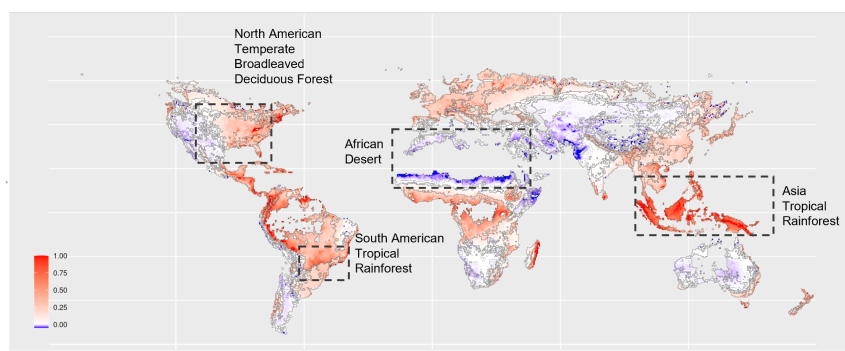 North American
Temperate
Broadleaved
Deciduous Forest
African
Desert
Asia
Tropical
Rainforest
South American
Tropical
Rainforest
1.00
0.75
0.50
0.25
0.00